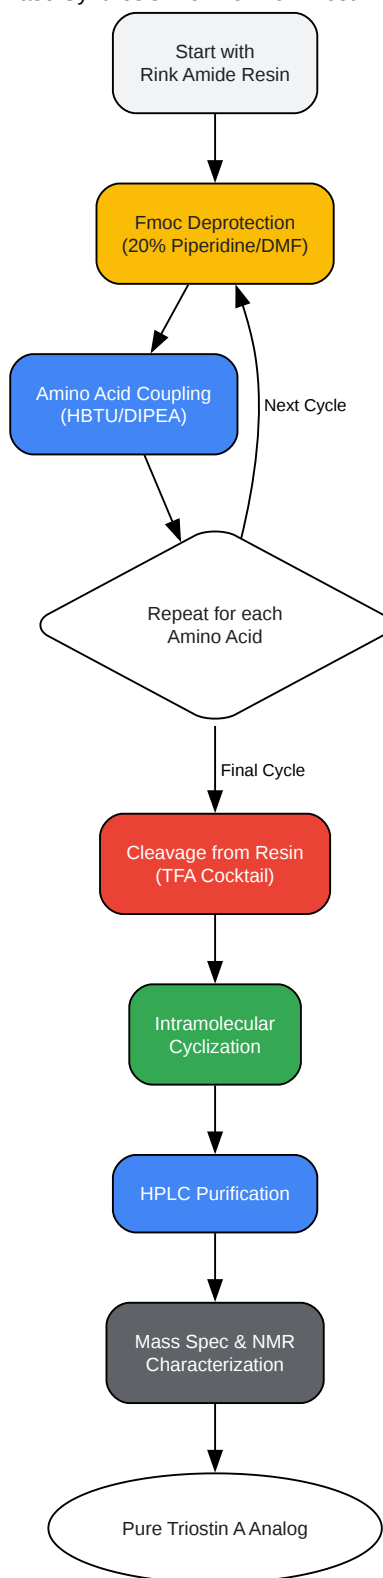 Start with
Rink Amide Resin
Fmoc Deprotection
(20% Piperidine/DMF)
Amino Acid Coupling
(HBTU/DIPEA)
Next Cycle
Repeat for each
Amino Acid
Final Cycle
Cleavage from Resin
(TFA Cocktail)
Intramolecular
Cyclization
HPLC Purification
Mass Spec & NMR
Characterization
Pure Triostin A Analog